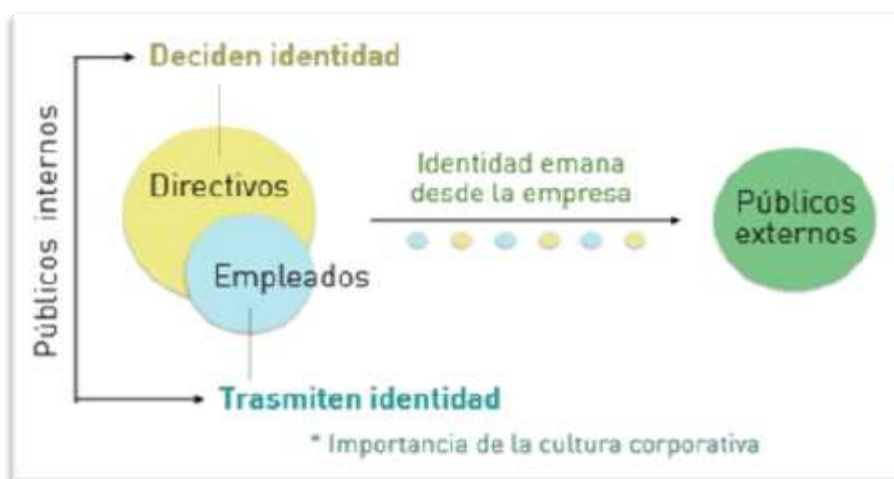 Deciden identidad
Públicos internos
Directivos
Empleados
Identidad emana
desde la empresa
Públicos
externos
Trasmiten identidad
* Importancia de la cultura corporativa